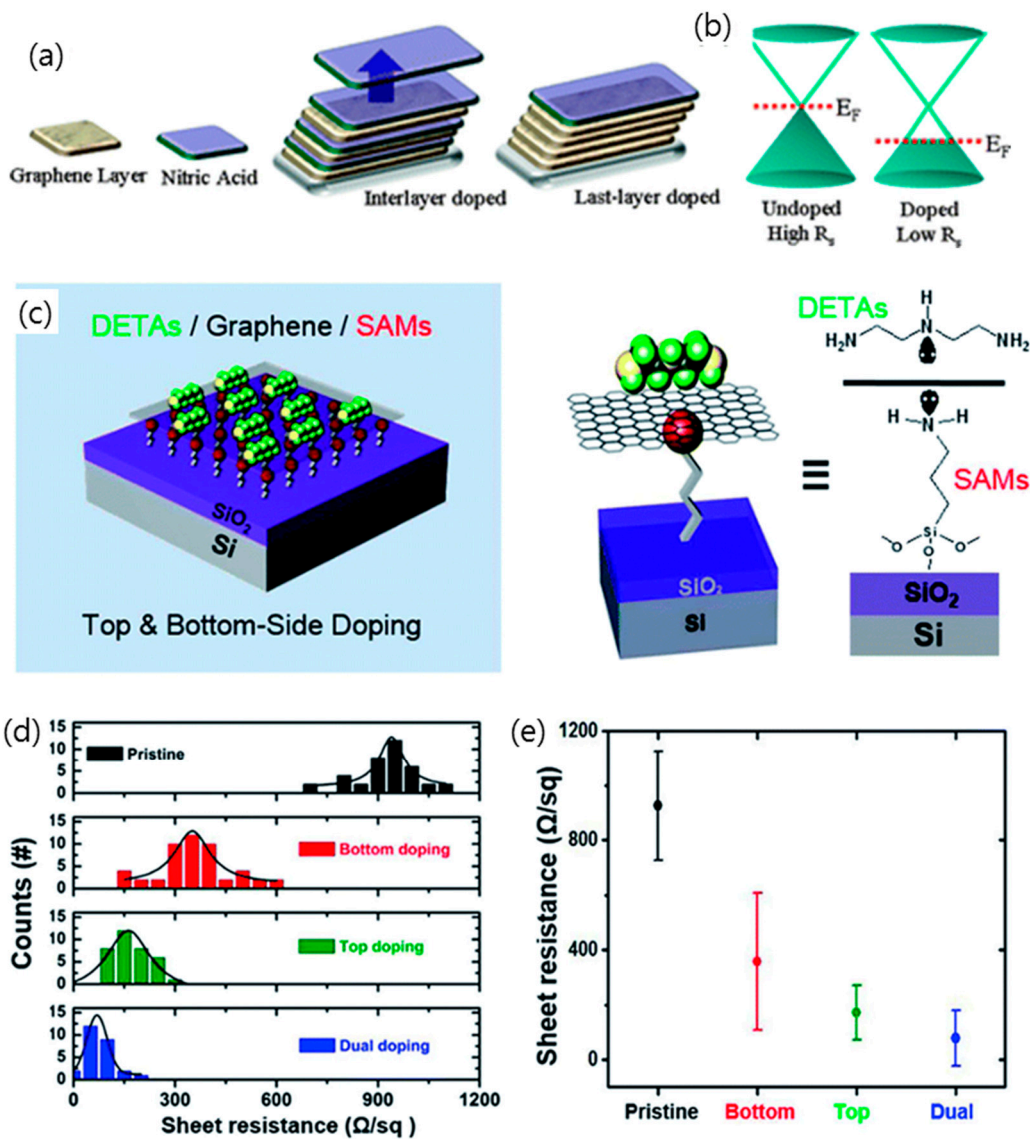 (a)
Graphene Layer
Nitric Acid
Interlayer doped
Last-layer doped
(b)
E_F
E_F
Undoped
High R_s
Doped
Low R_s
(c)
DETAs / Graphene / SAMs
SiO₂
Si
Top & Bottom-Side Doping
SiO₂
Si
DETAs
H
N
H₂N
NH₂
H
N
H
SAMs
Si
O
O
O
SiO₂
Si
(d)
Counts (#)
15
10
5
0
Pristine
15
10
5
0
Bottom doping
15
10
5
0
Top doping
15
10
5
0
Dual doping
0 300 600 900 1200
Sheet resistance (Ω/sq )
(e)
Sheet resistance (Ω/sq)
1200
800
400
0
Pristine Bottom Top Dual